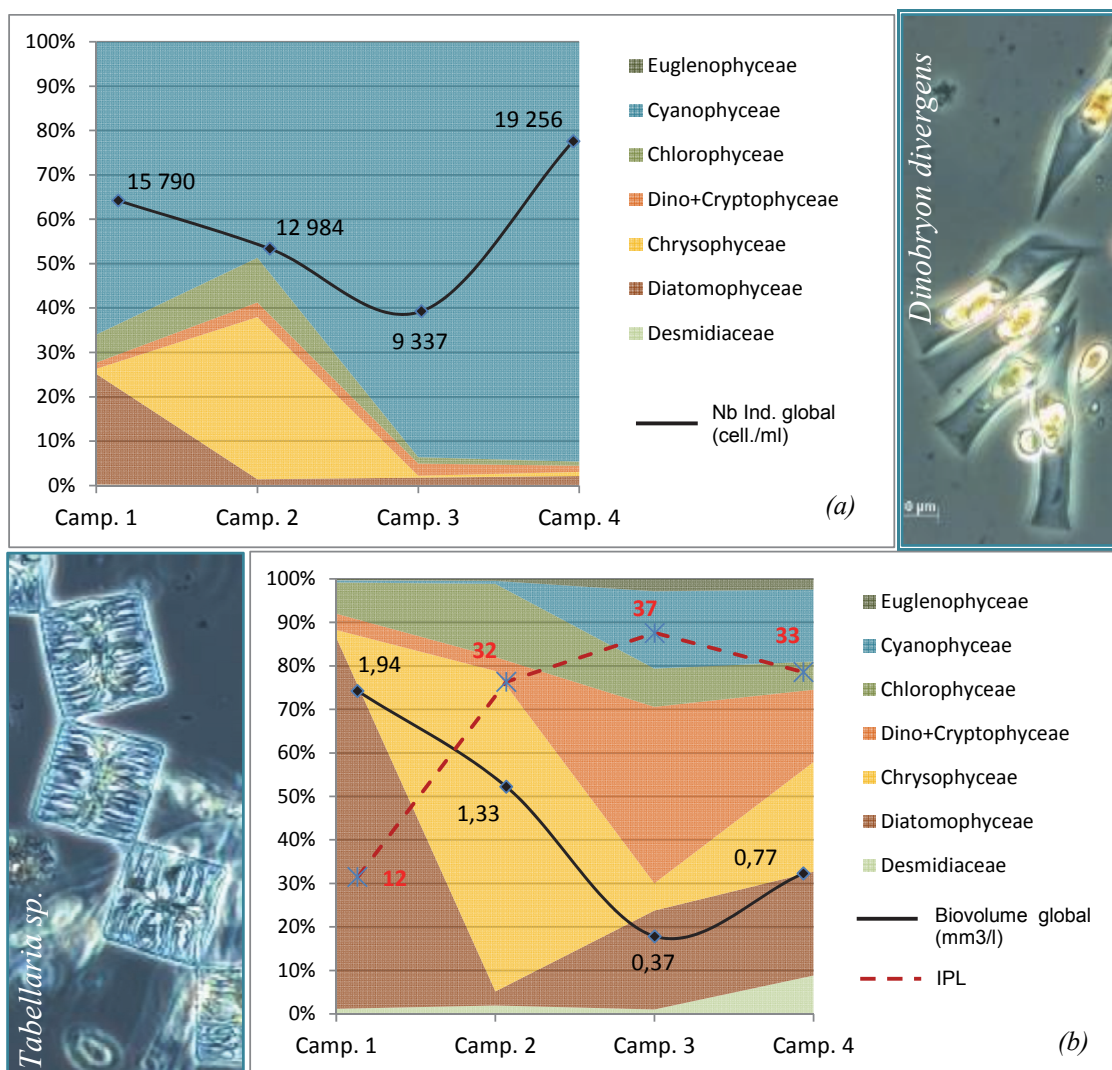 100%
90%
80%
70%
60%
50%
40%
30%
20%
10%
0%
15 790
12 984
9 337
19 256
Camp. 1
Camp. 2
Camp. 3
Camp. 4
Euglenophyceae
Cyanophyceae
Chlorophyceae
Dino+Cryptophyceae
Chrysophyceae
Diatomophyceae
Desmidiaceae
Nb Ind. global
(cell./ml)
(a)
Dinobryon divergens
µm
Tabellaria sp.
100%
90%
80%
70%
60%
50%
40%
30%
20%
10%
0%
1,94
1,33
0,37
0,77
12
32
37
33
Camp. 1
Camp. 2
Camp. 3
Camp. 4
Euglenophyceae
Cyanophyceae
Chlorophyceae
Dino+Cryptophyceae
Chrysophyceae
Diatomophyceae
Desmidiaceae
Biovolume global
(mm3/l)
IPL
(b)